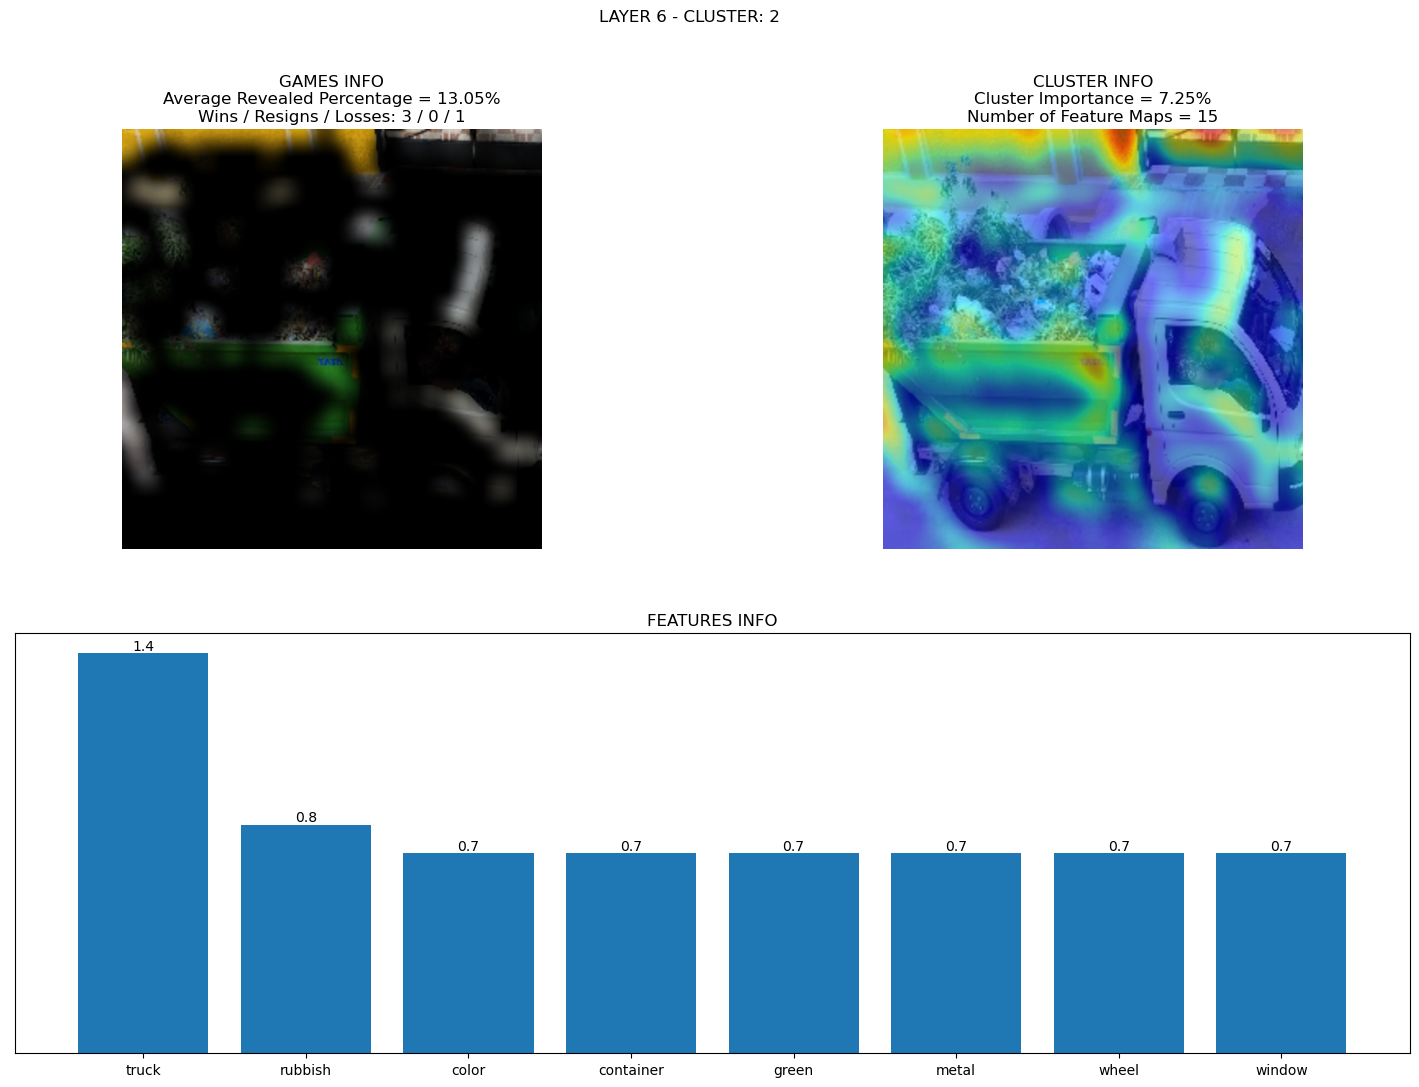 LAYER 6 - CLUSTER: 2
GAMES INFO
Average Revealed Percentage = 13.05%
Wins / Resigns / Losses: 3 / 0 / 1
CLUSTER INFO
Cluster Importance = 7.25%
Number of Feature Maps = 15
TATA
FEATURES INFO
1.4
0.8
0.7
0.7
0.7
0.7
0.7
0.7
truck
rubbish
color
container
green
metal
wheel
window